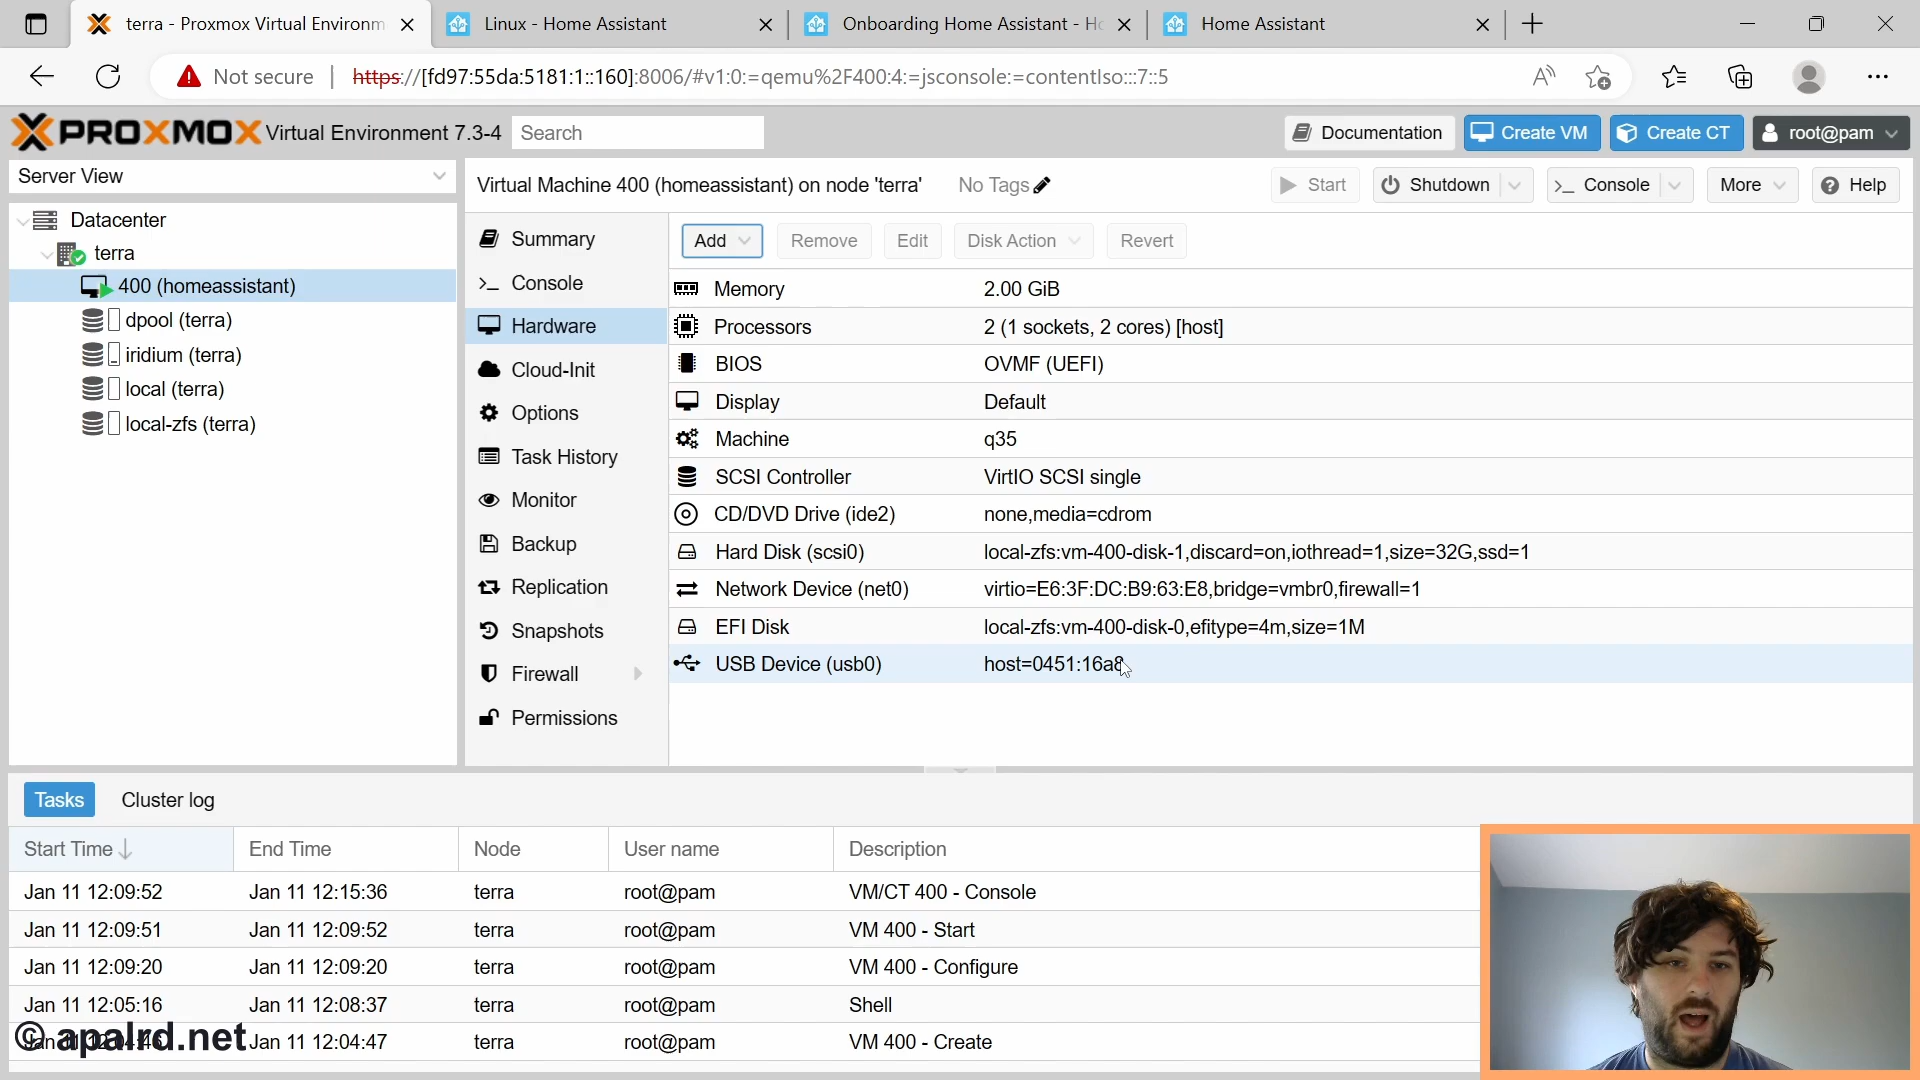 terra - Proxmox Virtual Environm
Linux - Home Assistant
Onboarding Home Assistant - Ho
Home Assistant
Not secure
https://[fd97:55da:5181:1::160]:8006/#v1:0:=qemu%2F400:4:=jsconsole:=contentIso:::7::5
PROXMOX Virtual Environment 7.3-4
Search
Documentation
Create VM
Create CT
root@pam
Server View
Virtual Machine 400 (homeassistant) on node 'terra'
No Tags
Start
Shutdown
Console
More
Help
Datacenter
terra
400 (homeassistant)
dpool (terra)
iridium (terra)
local (terra)
local-zfs (terra)
Summary
Console
Hardware
Cloud-Init
Options
Task History
Monitor
Backup
Replication
Snapshots
Firewall
Permissions
Add
Remove
Edit
Disk Action
Revert
Memory 2.00 GiB
Processors 2 (1 sockets, 2 cores) [host]
BIOS OVMF (UEFI)
Display Default
Machine q35
SCSI Controller VirtIO SCSI single
CD/DVD Drive (ide2) none,media=cdrom
Hard Disk (scsi0) local-zfs:vm-400-disk-1,discard=on,iothread=1,size=32G,ssd=1
Network Device (net0) virtio=E6:3F:DC:B9:63:E8,bridge=vmbr0,firewall=1
EFI Disk local-zfs:vm-400-disk-0,efitype=4m,size=1M
USB Device (usb0) host=0451:16a8
Tasks
Cluster log
Start Time End Time Node User name Description
Jan 11 12:09:52 Jan 11 12:15:36 terra root@pam VM/CT 400 - Console
Jan 11 12:09:51 Jan 11 12:09:52 terra root@pam VM 400 - Start
Jan 11 12:09:20 Jan 11 12:09:20 terra root@pam VM 400 - Configure
Jan 11 12:05:16 Jan 11 12:08:37 terra root@pam Shell
Jan 11 12:04:46 Jan 11 12:04:47 terra root@pam VM 400 - Create
© apalrd.net